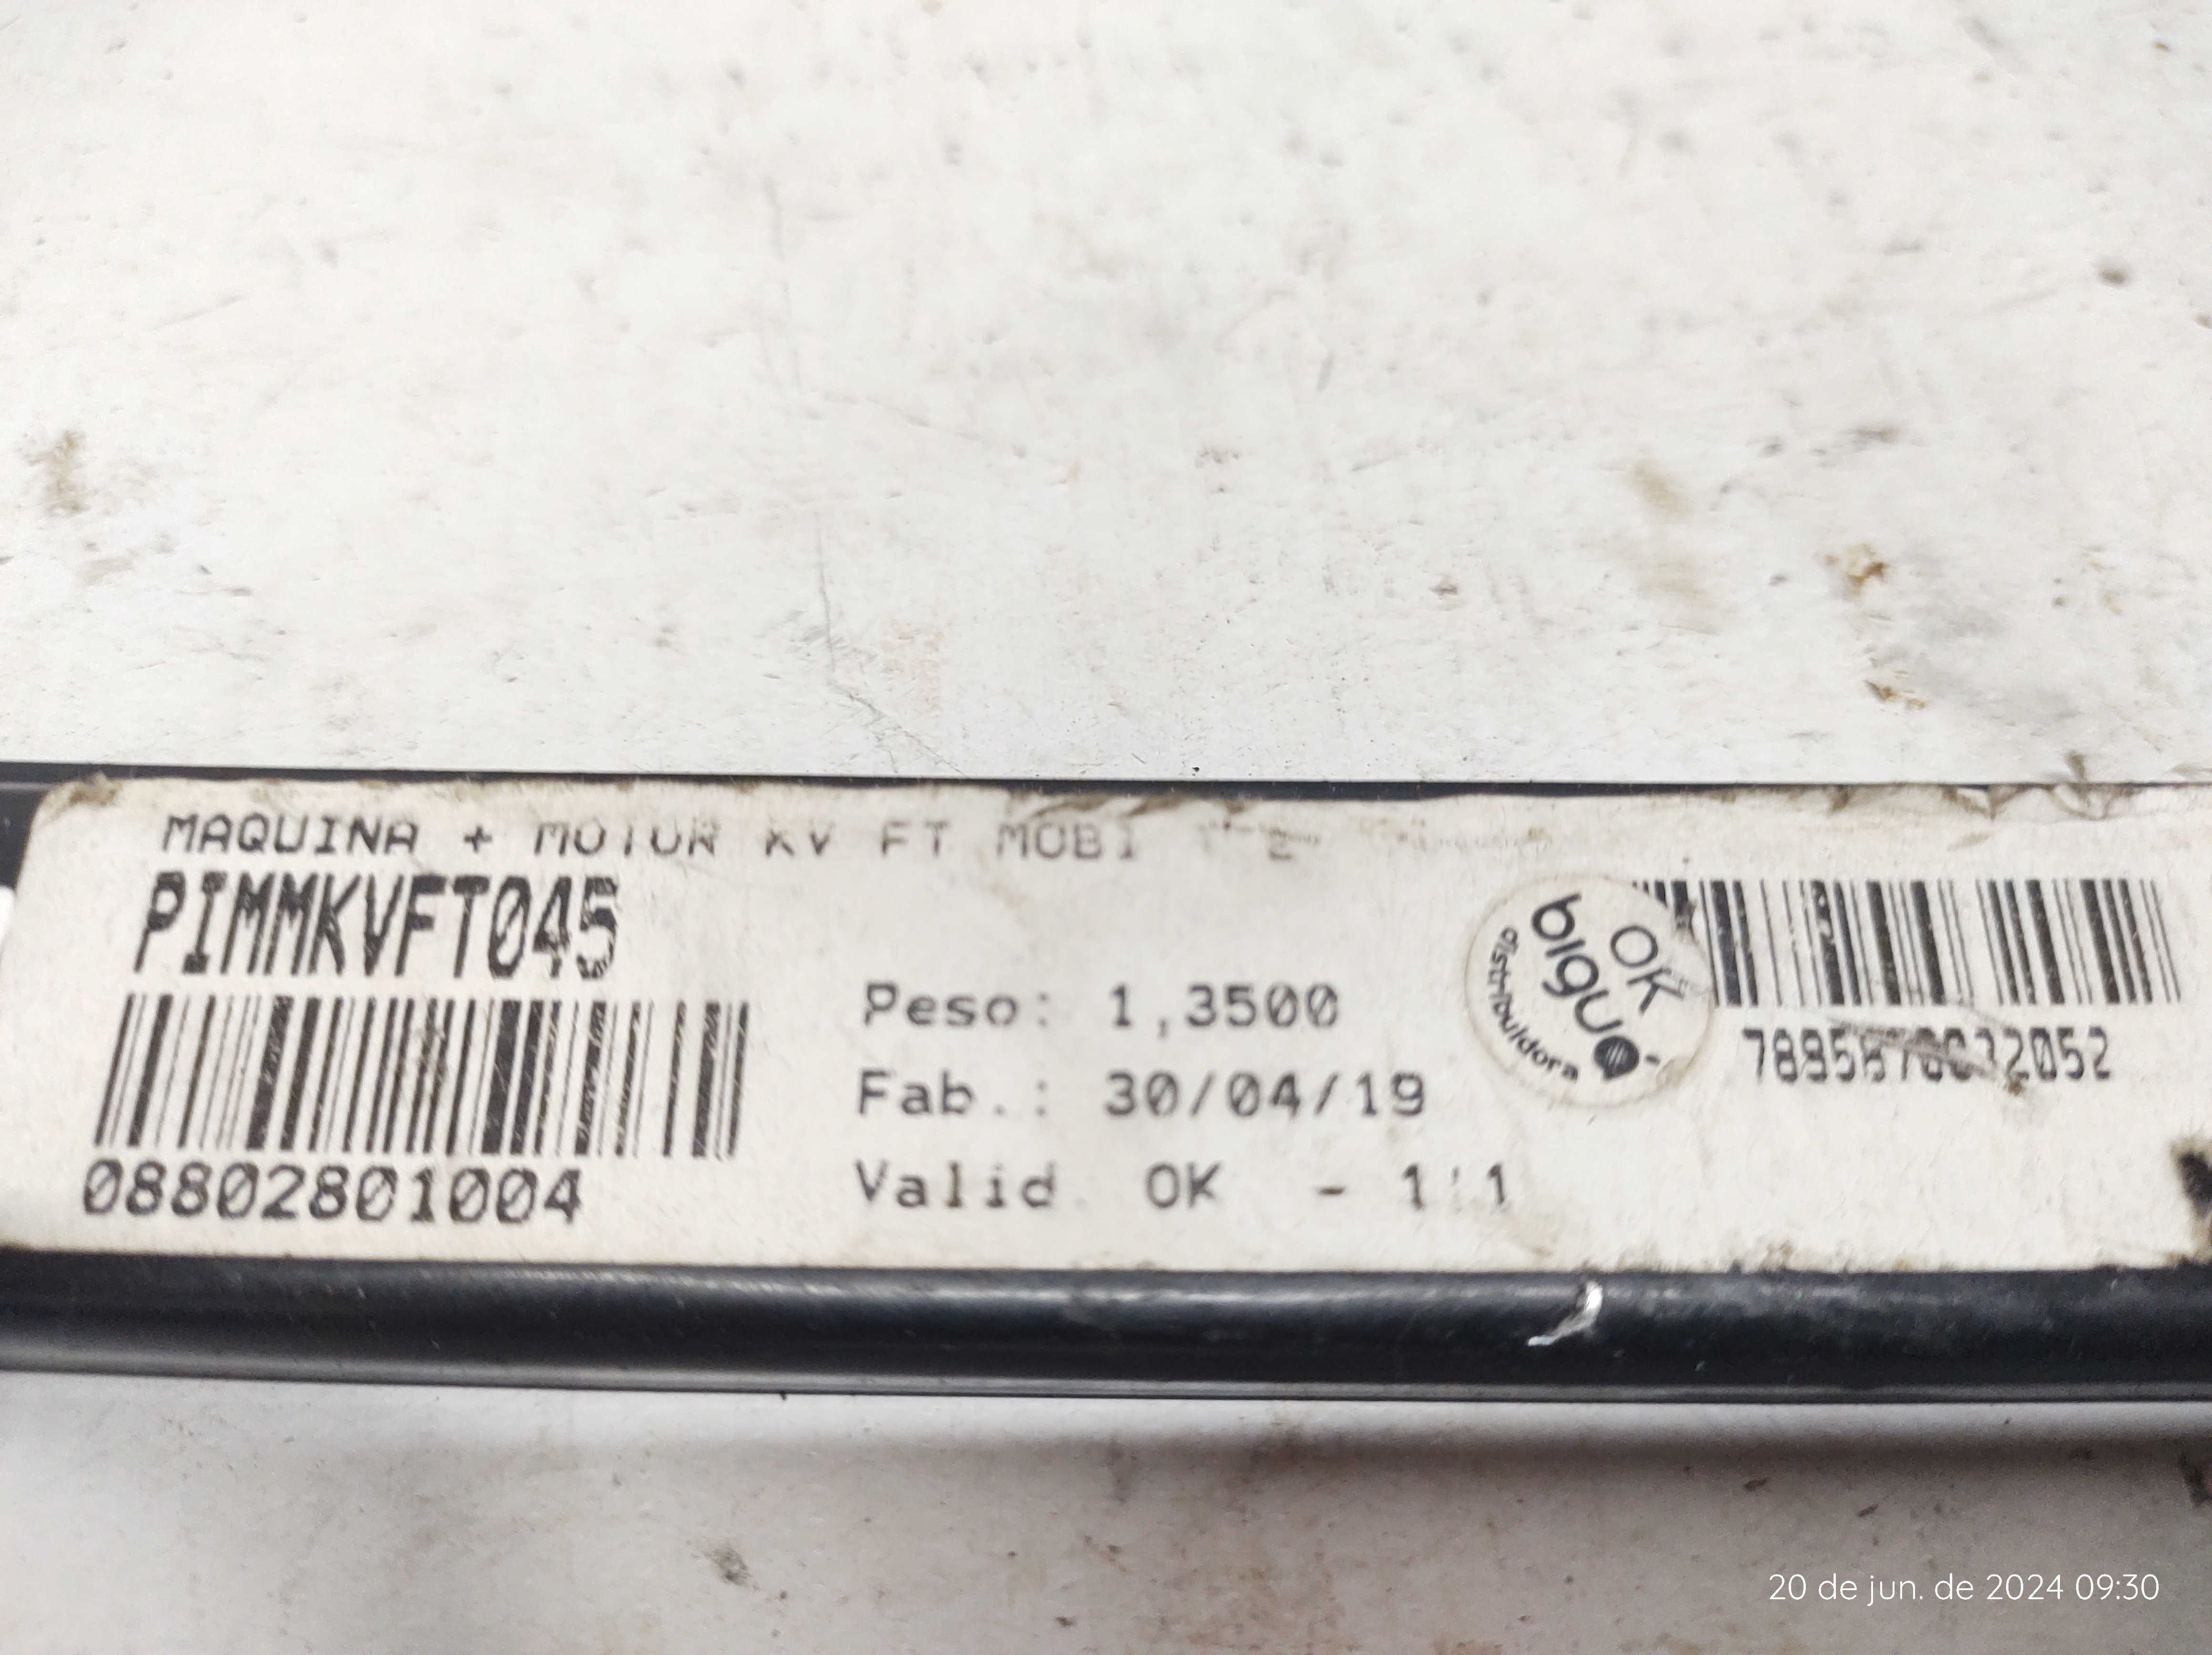 MAQUINA + MOTOR KV FT MOBI
PIMMKVFT045
08802801004
Peso: 1,3500
Fab.: 30/04/19
Valid. OK - 1:1
OK
biguá
distribuidora
20 de jun. de 2024 09:30